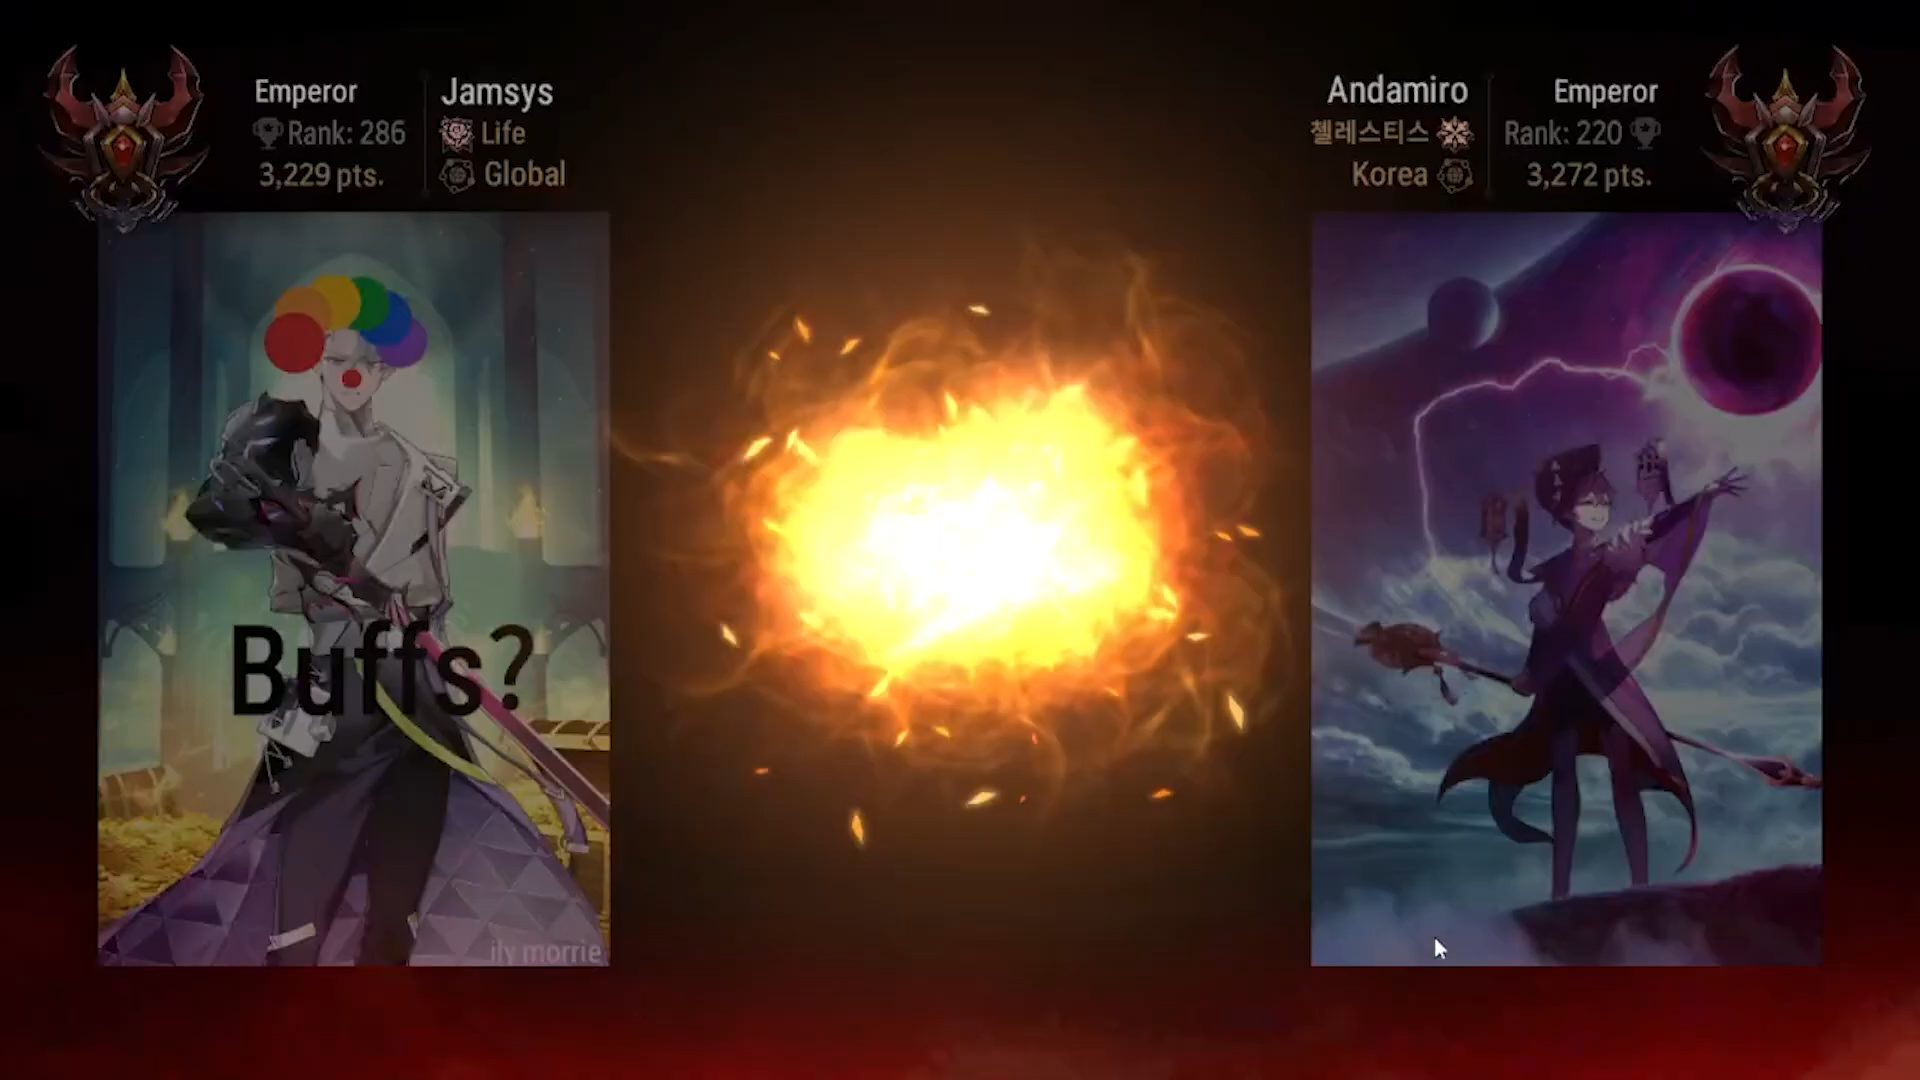 Emperor
Rank: 286
3,229 pts.
Jamsys
Life
Global
Andamiro
첼레스티스
Korea
Emperor
Rank: 220
3,272 pts.
Buffs?
ily morrie